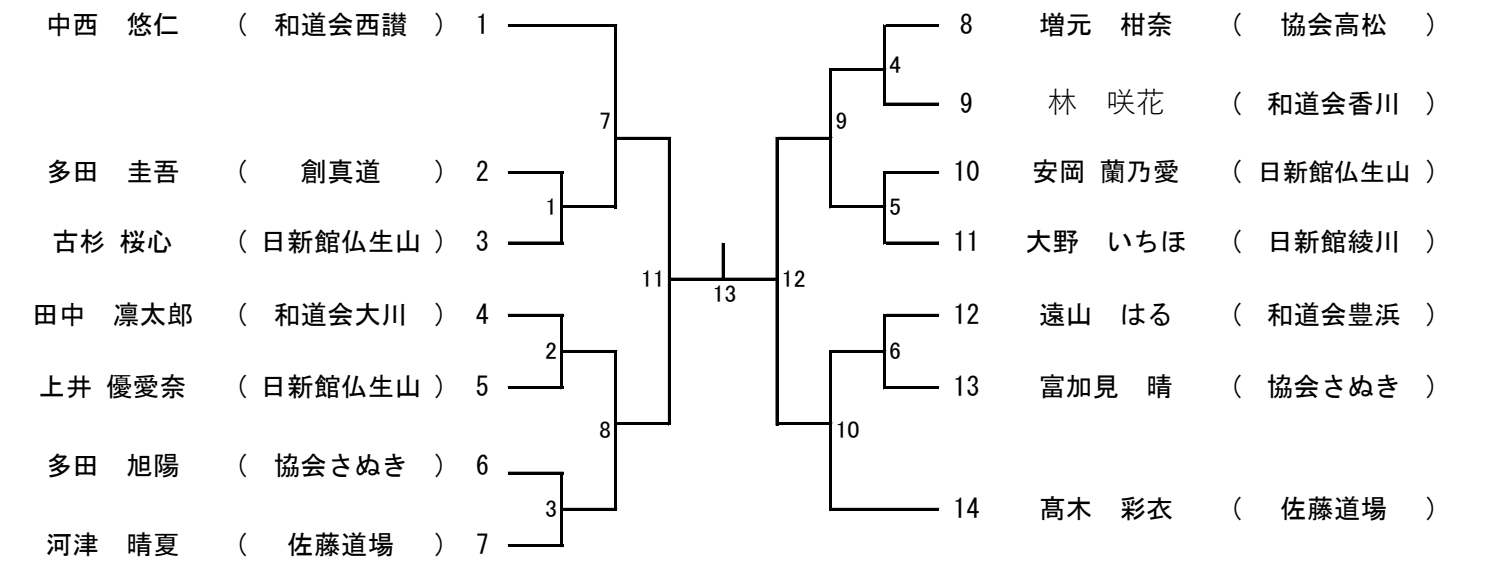 中西 悠仁 ( 和道会西讃 ) 1
多田 圭吾 ( 創真道 ) 2
古杉 桜心 ( 日新館仏生山 ) 3
田中 凛太郎 ( 和道会大川 ) 4
上井 優愛奈 ( 日新館仏生山 ) 5
多田 旭陽 ( 協会さぬき ) 6
河津 晴夏 ( 佐藤道場 ) 7
7
1
11
2
8
3
13
4
9
5
12
6
10
8 増元 柑奈 ( 協会高松 )
9 林 咲花 ( 和道会香川 )
10 安岡 蘭乃愛 ( 日新館仏生山 )
11 大野 いちほ ( 日新館綾川 )
12 遠山 はる ( 和道会豊浜 )
13 富加見 晴 ( 協会さぬき )
14 髙木 彩衣 ( 佐藤道場 )